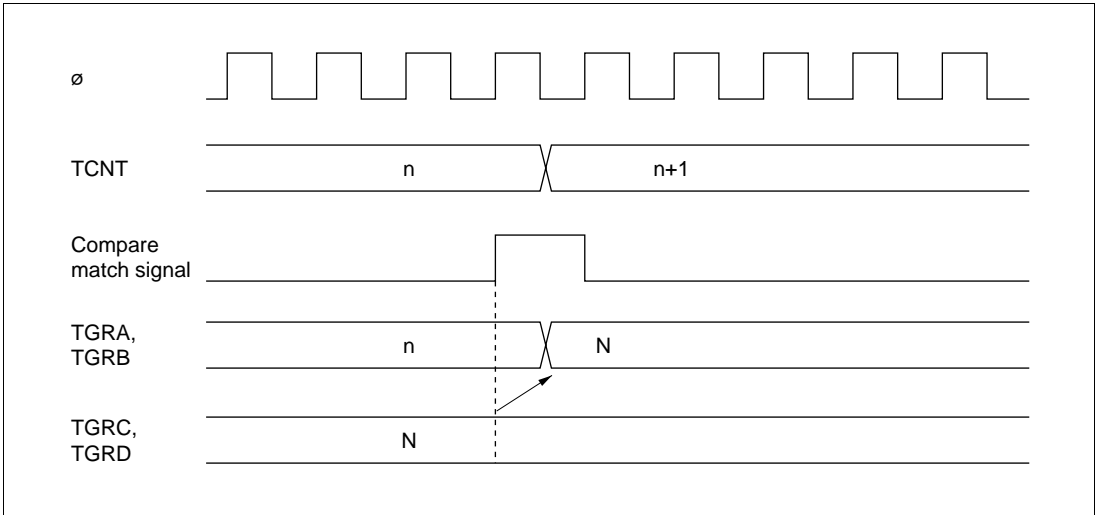 ø
TCNT
n
n+1
Compare
match signal
TGRA,
TGRB
n
N
TGRC,
TGRD
N